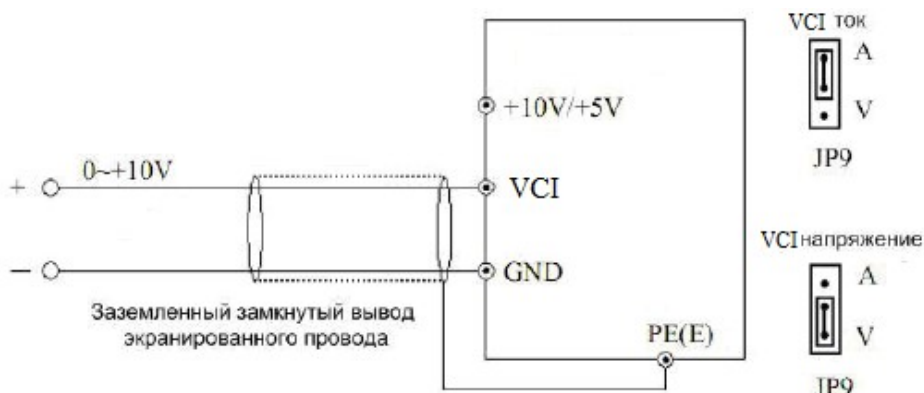 VCI ток
A
V
JP9
+10V/+5V
+ 0~+10V
VCI
VCI напряжение
– GND
A
V
Заземленный замкнутый вывод
экранированного провода
PE(E)
JP9